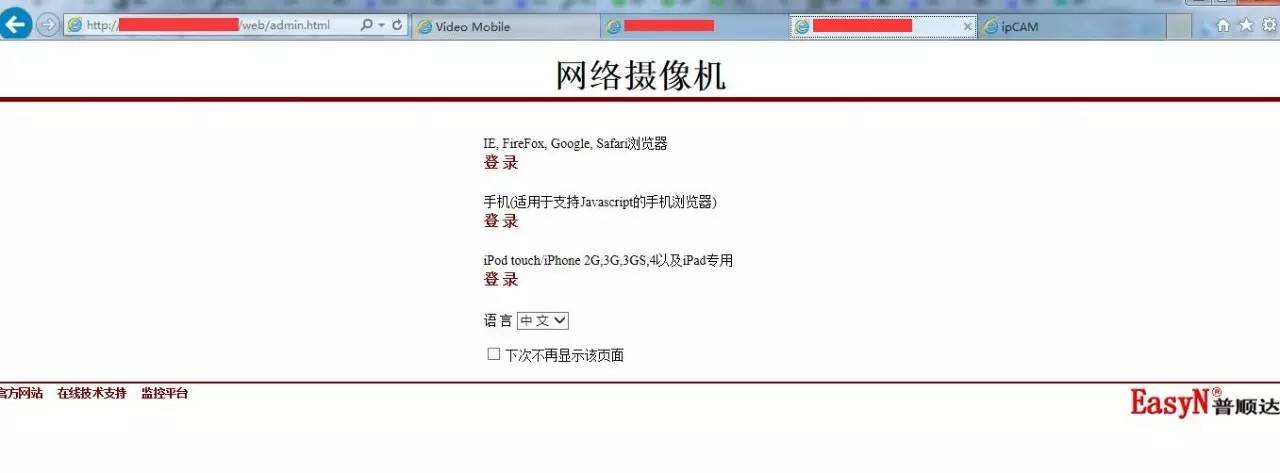 http://
/web/admin.html
Video Mobile
ipCAM
网络摄像机
IE, FireFox, Google, Safari浏览器
登 录
手机(适用于支持Javascript的手机浏览器)
登 录
iPod touch/iPhone 2G,3G,3GS,4以及iPad专用
登 录
语 言 中 文
下次不再显示该页面
官方网站 在线技术支持 监控平台
EasyN® 普顺达